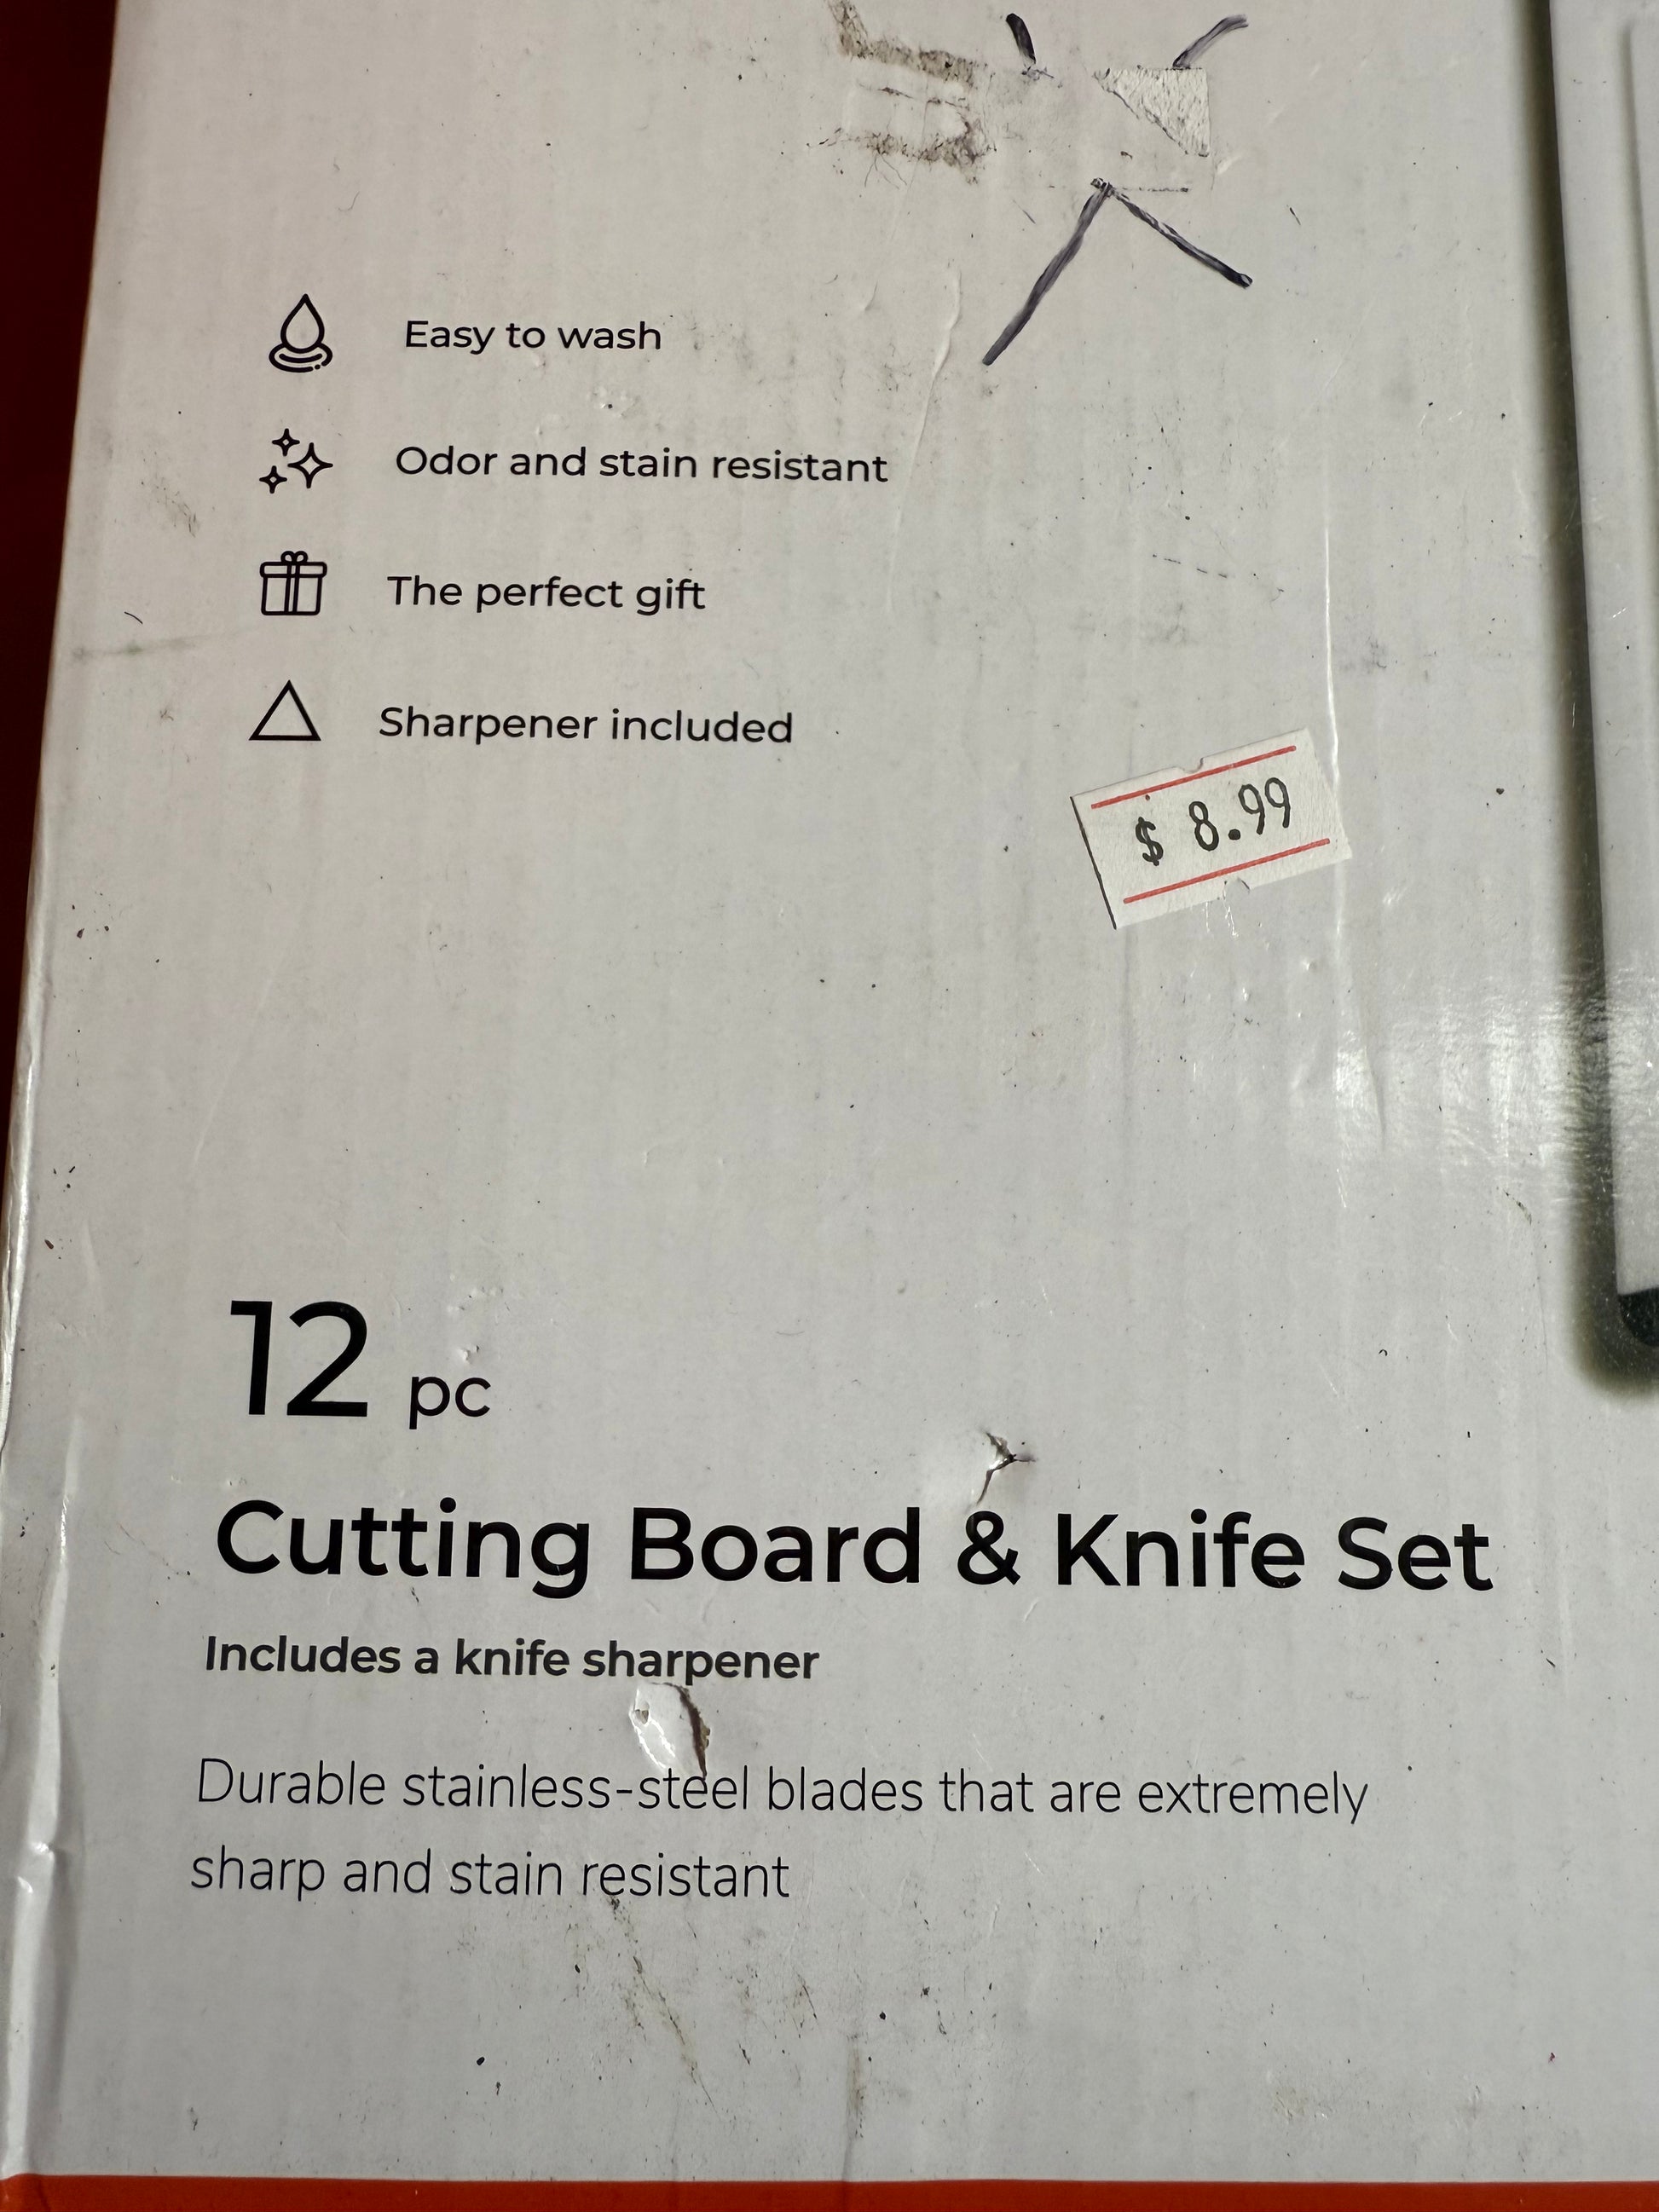 Easy to wash
Odor and stain resistant
The perfect gift
Sharpener included
$ 8.99
12 pc
Cutting Board & Knife Set
Includes a knife sharpener
Durable stainless-steel blades that are extremely
sharp and stain resistant